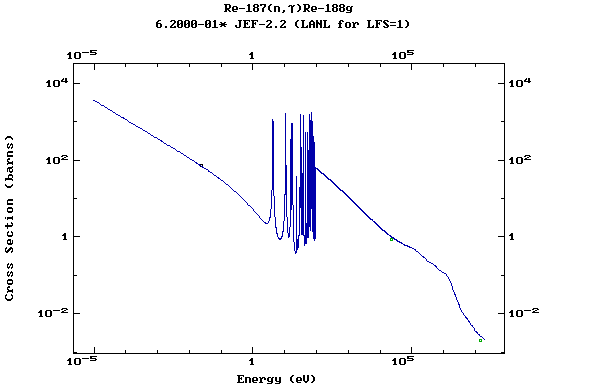 Re-187(n,γ)Re-188g
6.2000-01* JEF-2.2 (LANL for LFS=1)
10^-5 1 10^5
10^4 10^4
10^2 10^2
1 1
10^-2 10^-2
10^-5 1 10^5
Cross Section (barns)
Energy (eV)